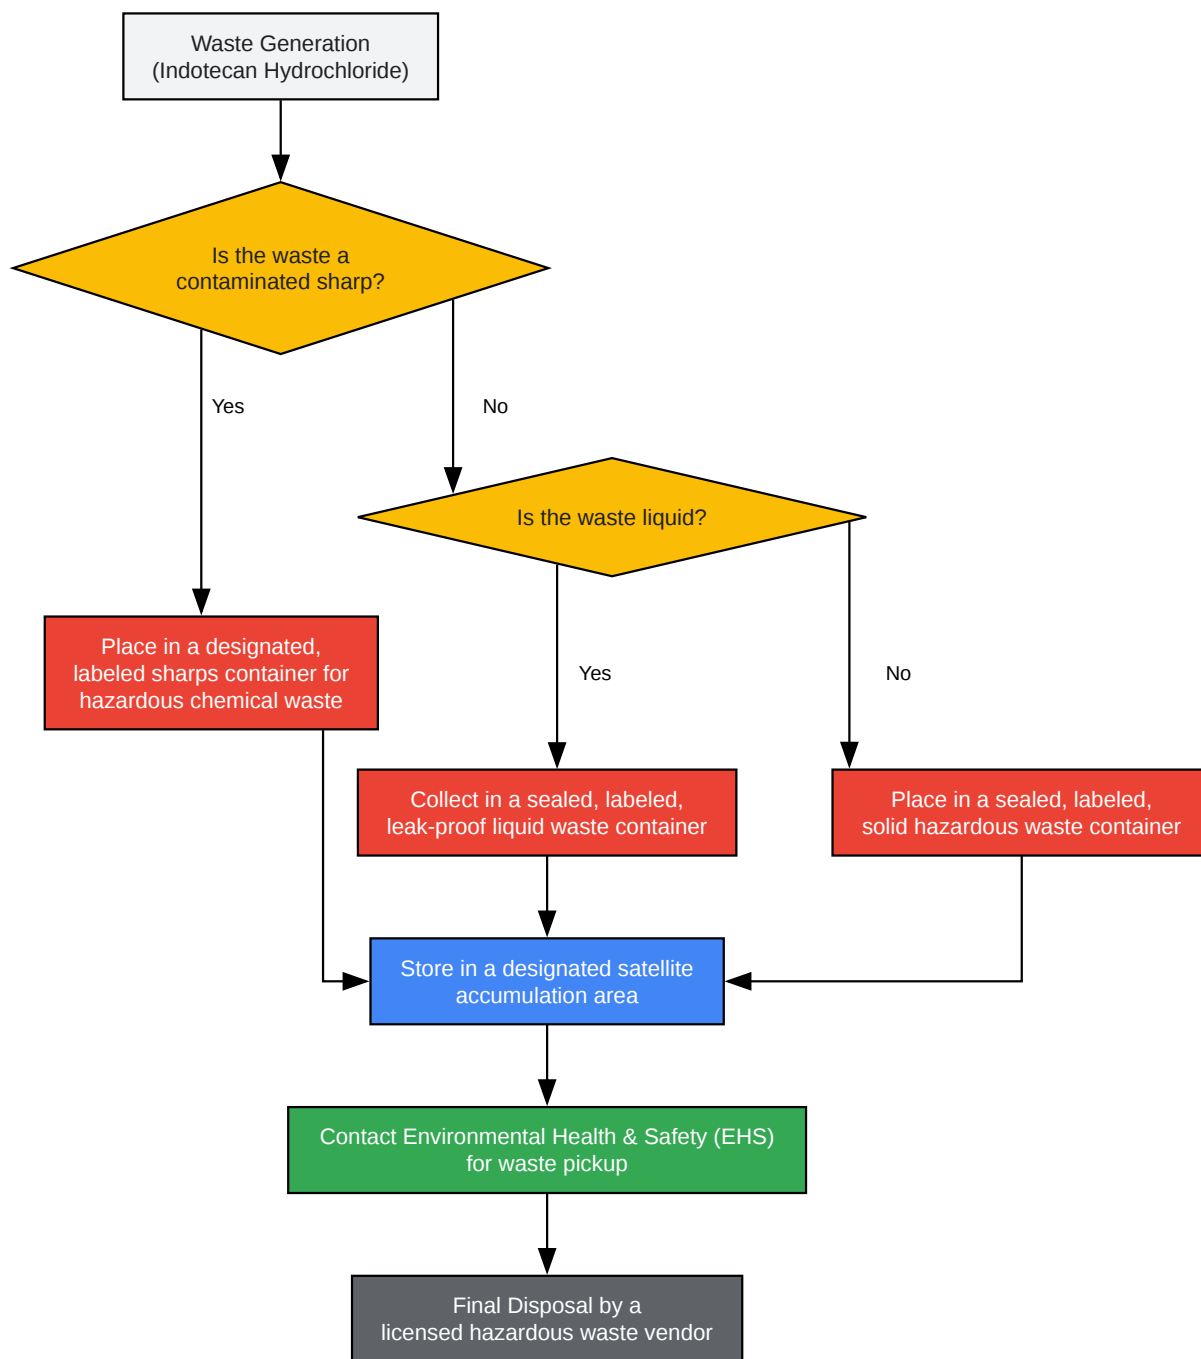 Waste Generation
(Indotecan Hydrochloride)
Is the waste a
contaminated sharp?
Yes
No
Is the waste liquid?
Place in a designated,
labeled sharps container for
hazardous chemical waste
Yes
No
Collect in a sealed, labeled,
leak-proof liquid waste container
Place in a sealed, labeled,
solid hazardous waste container
Store in a designated satellite
accumulation area
Contact Environmental Health & Safety (EHS)
for waste pickup
Final Disposal by a
licensed hazardous waste vendor